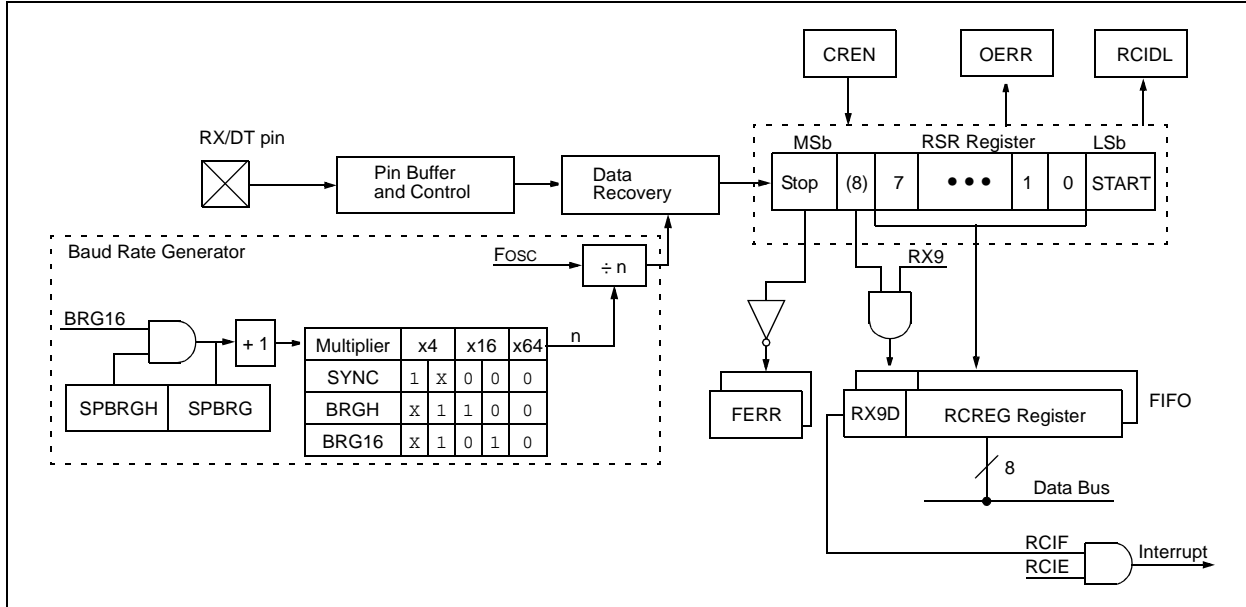 CREN
OERR
RCIDL
RX/DT pin
MSb
RSR Register
LSb
Pin Buffer
and Control
Data
Recovery
Stop (8) 7 ••• 1 0 START
Baud Rate Generator
FOSC
÷ n
RX9
BRG16
+ 1
n
Multiplier x4 x16 x64
SYNC 1 X 0 0 0
BRGH X 1 1 0 0
BRG16 X 1 0 1 0
SPBRGH SPBRG
FERR
RX9D RCREG Register
FIFO
8
Data Bus
RCIF
RCIE
Interrupt